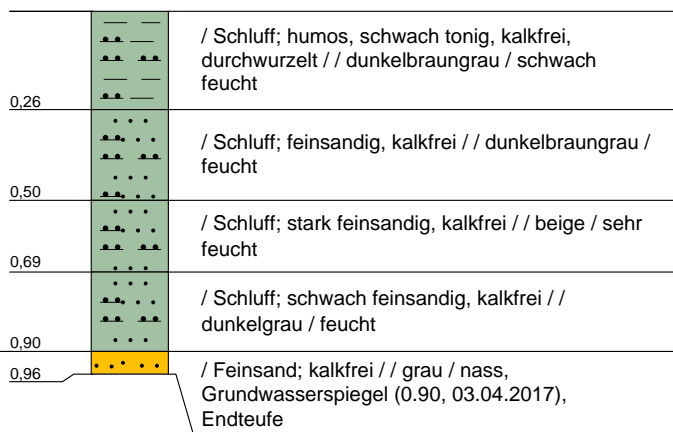 / Schluff; humos, schwach tonig, kalkfrei,
durchwurzelt / / dunkelbraungrau / schwach
feucht
0,26
/ Schluff; feinsandig, kalkfrei / / dunkelbraungrau /
feucht
0,50
/ Schluff; stark feinsandig, kalkfrei / / beige / sehr
feucht
0,69
/ Schluff; schwach feinsandig, kalkfrei / /
dunkelgrau / feucht
0,90
/ Feinsand; kalkfrei / / grau / nass,
0,96
Grundwasserspiegel (0.90, 03.04.2017),
Endteufe